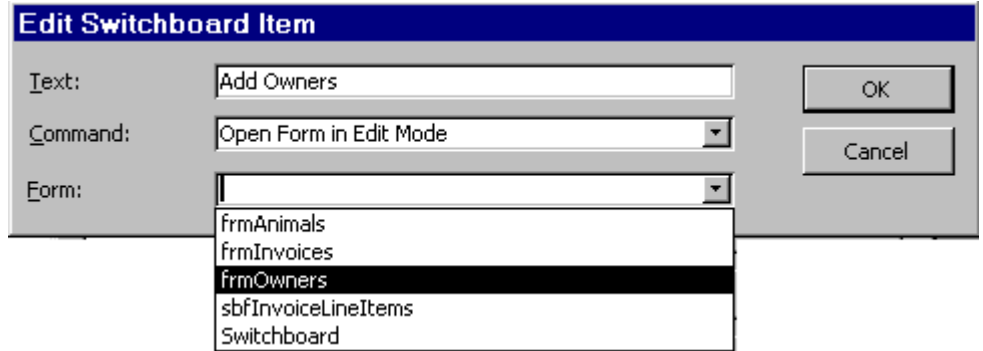 Edit Switchboard Item
Text: Add Owners OK
Command: Open Form in Edit Mode Cancel
Form:
frmAnimals
frmInvoices
frmOwners
sbfInvoiceLineItems
Switchboard